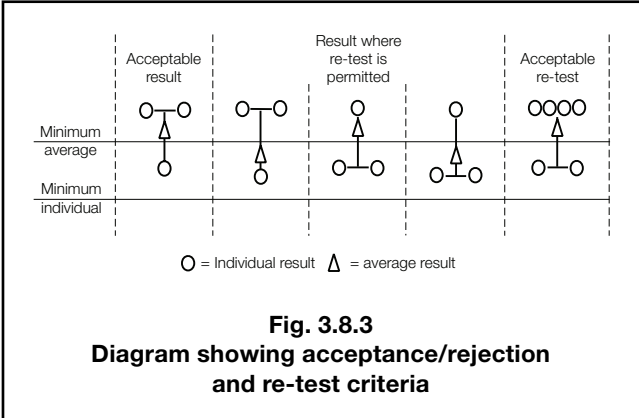 Acceptable
result
Result where
re-test is
permitted
Acceptable
re-test
Minimum
average
Minimum
individual
= Individual result = average result
Fig. 3.8.3
Diagram showing acceptance/rejection
and re-test criteria